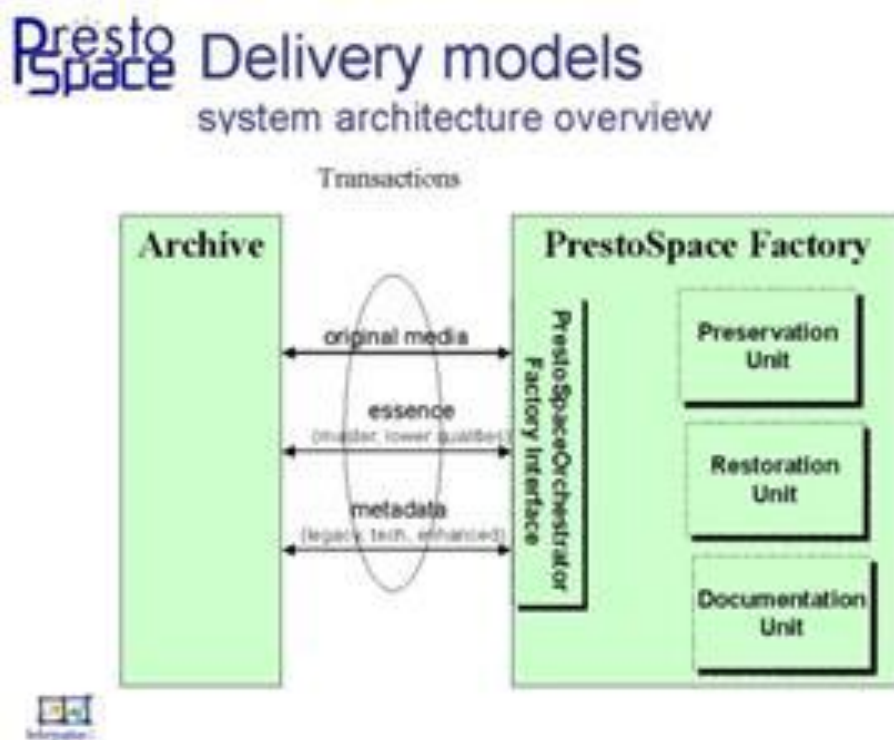 Presto
Space
Delivery models
system architecture overview
Transactions
Archive
PrestoSpace Factory
original media
essence
(master, lower qualities)
metadata
(legacy, tech, enhanced)
PrestoSpaceOrchestrator
Factory Interface
Preservation
Unit
Restoration
Unit
Documentation
Unit